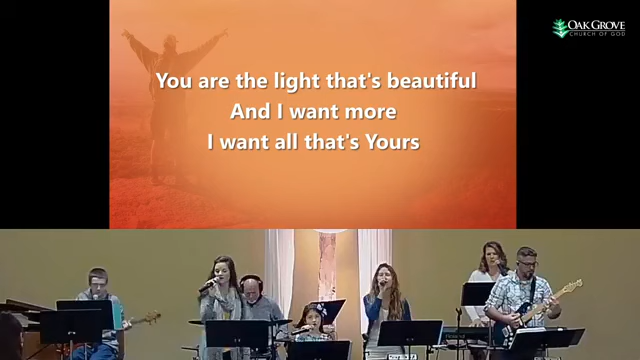 OAK GROVE
CHURCH OF GOD
You are the light that's beautiful
And I want more
I want all that's Yours